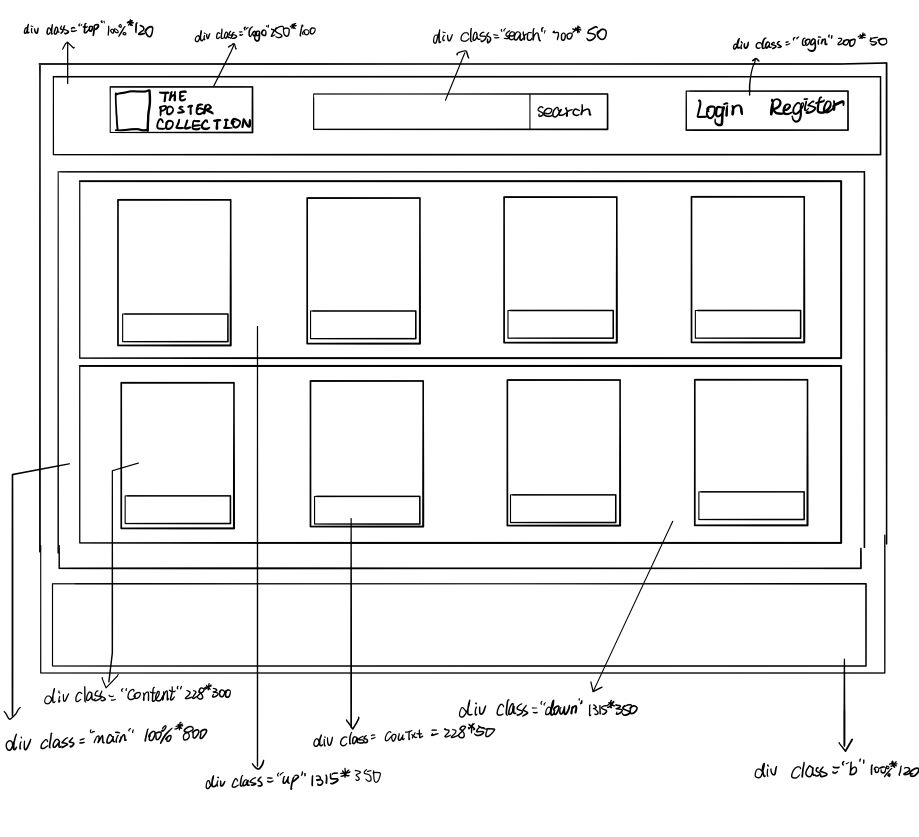 div class="top" 100%*120
div class="logo" 250*100
div class="search" 700*50
div class="login" 200*50
THE
POSTER
COLLECTION
search
Login Register
div class="content" 228*300
div class="main" 100%*800
div class="up" 1315*350
div class= couTxt = 228*50
div class="down" 1315*350
div class="b" 100%*120